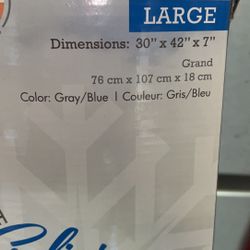 LARGE
Dimensions: 30" x 42" x 7"
Grand
76 cm x 107 cm x 18 cm
Color: Gray/Blue | Couleur: Gris/Bleu